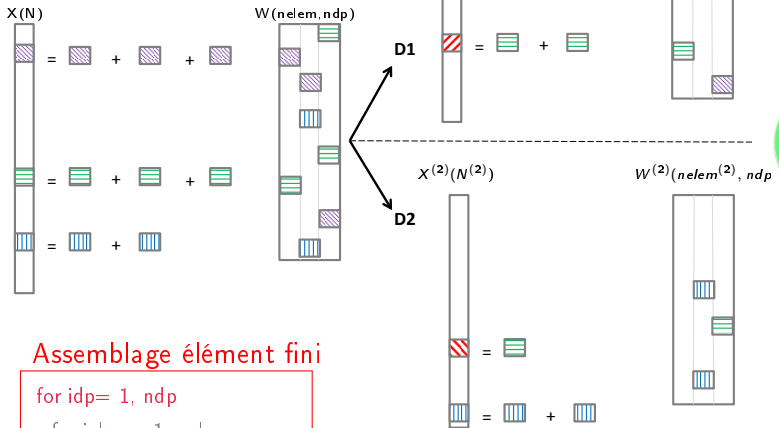 X(N)
W(nelem,ndp)
= + +
= + +
= +
D1
= +
D2
X^(2)(N^(2))
W^(2)(nelem^(2), ndp
=
= +
Assemblage élément fini
for idp= 1, ndp